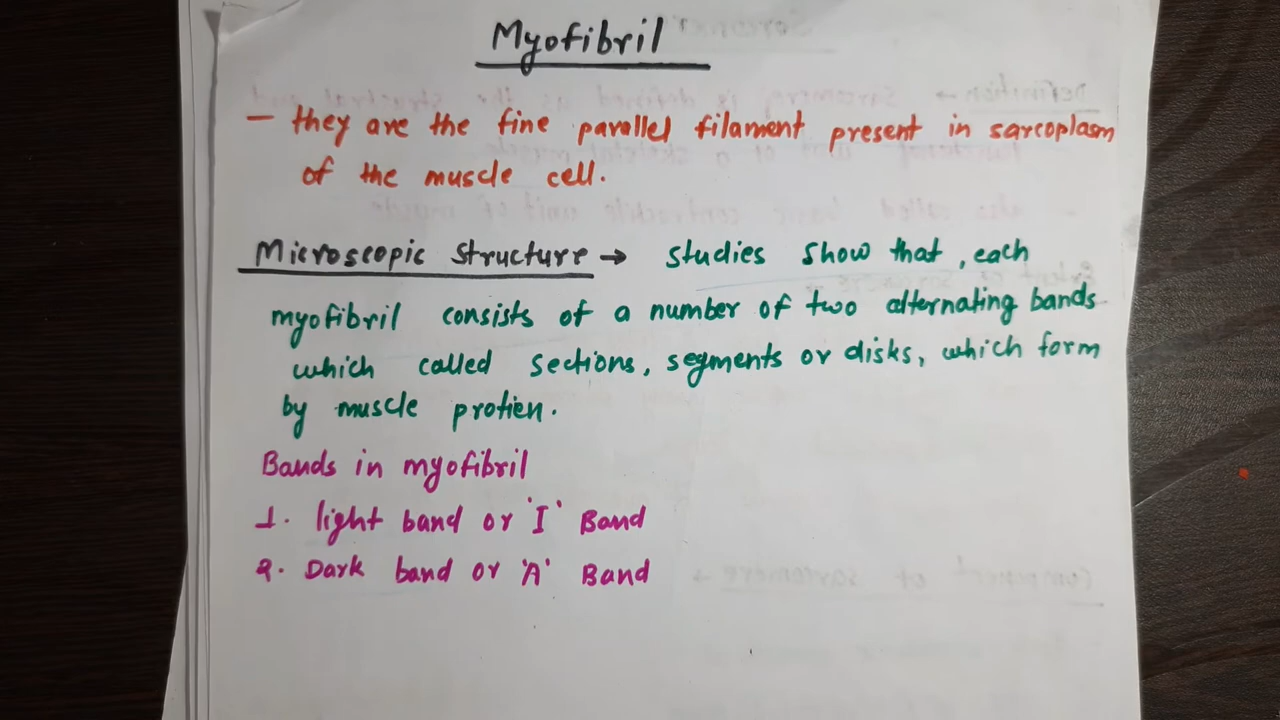 Myofibril
- they are the fine parallel filament present in sarcoplasm
of the muscle cell.
Microscopic structure → studies show that, each
myofibril consists of a number of two alternating bands
which called sections, segments or disks, which form
by muscle protien.
Bands in myofibril
1. light band or 'I' Band
2. Dark band or 'A' Band